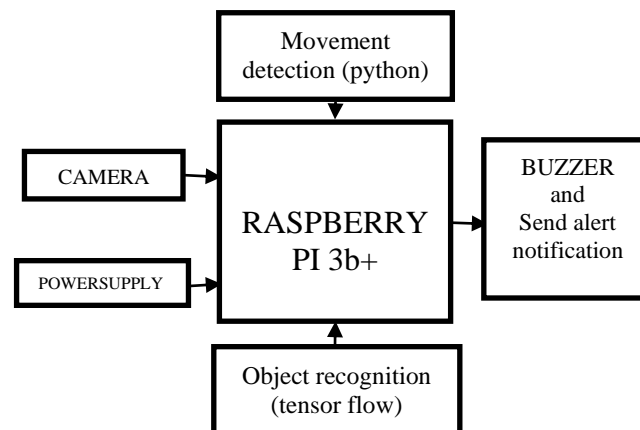 Movement
detection (python)
CAMERA
RASPBERRY
PI 3b+
BUZZER
and
Send alert
notification
POWERSUPPLY
Object recognition
(tensor flow)